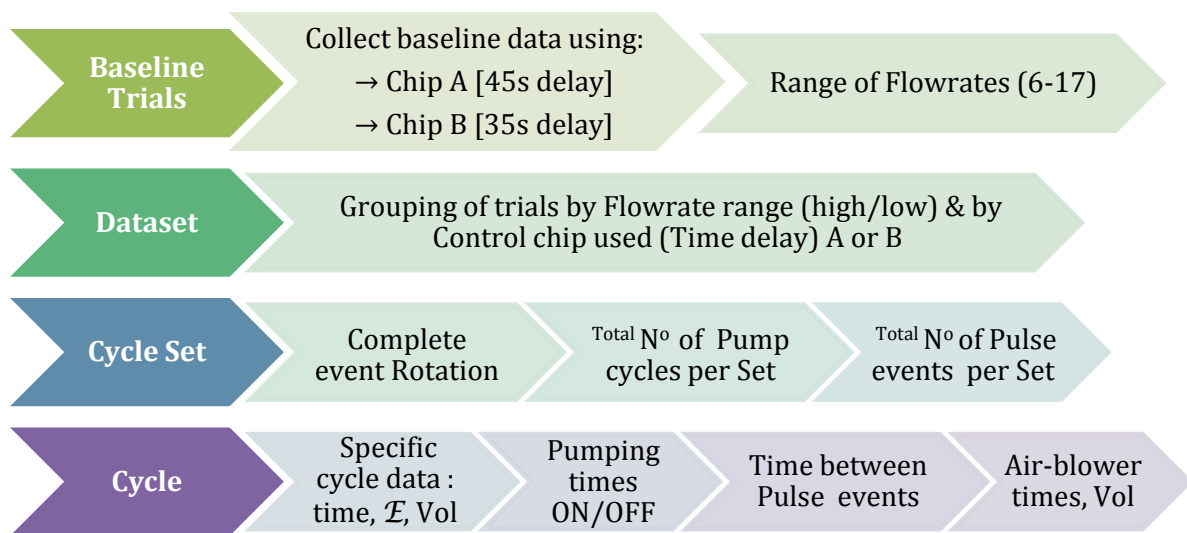 Baseline
Trials
Collect baseline data using:
→ Chip A [45s delay]
→ Chip B [35s delay]
Range of Flowrates (6-17)
Dataset
Grouping of trials by Flowrate range (high/low) & by
Control chip used (Time delay) A or B
Cycle Set
Complete
event Rotation
Total Nº of Pump
cycles per Set
Total Nº of Pulse
events per Set
Cycle
Specific
cycle data :
time, ℰ, Vol
Pumping
times
ON/OFF
Time between
Pulse events
Air-blower
times, Vol